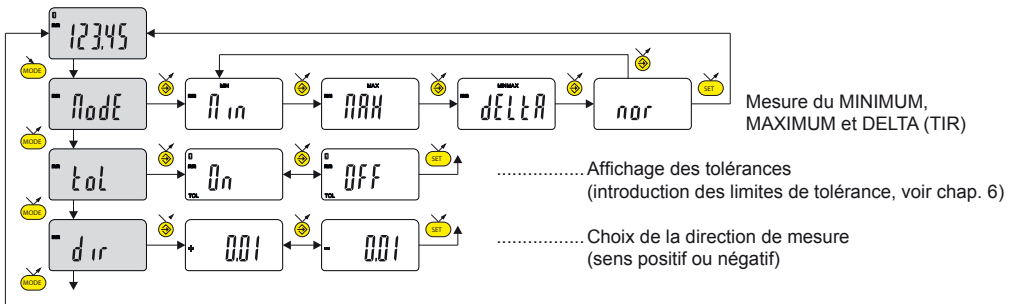 123.45
MODE
MIN MAX MINMAX
ModE Min MAX dELtA nor SET
Mesure du MINIMUM,
MAXIMUM et DELTA (TIR)
MODE
toL On OFF SET
TOL TOL
..................Affichage des tolérances
(introduction des limites de tolérance, voir chap. 6)
MODE
dir + 0.01 - 0.01 SET
..................Choix de la direction de mesure
(sens positif ou négatif)
MODE